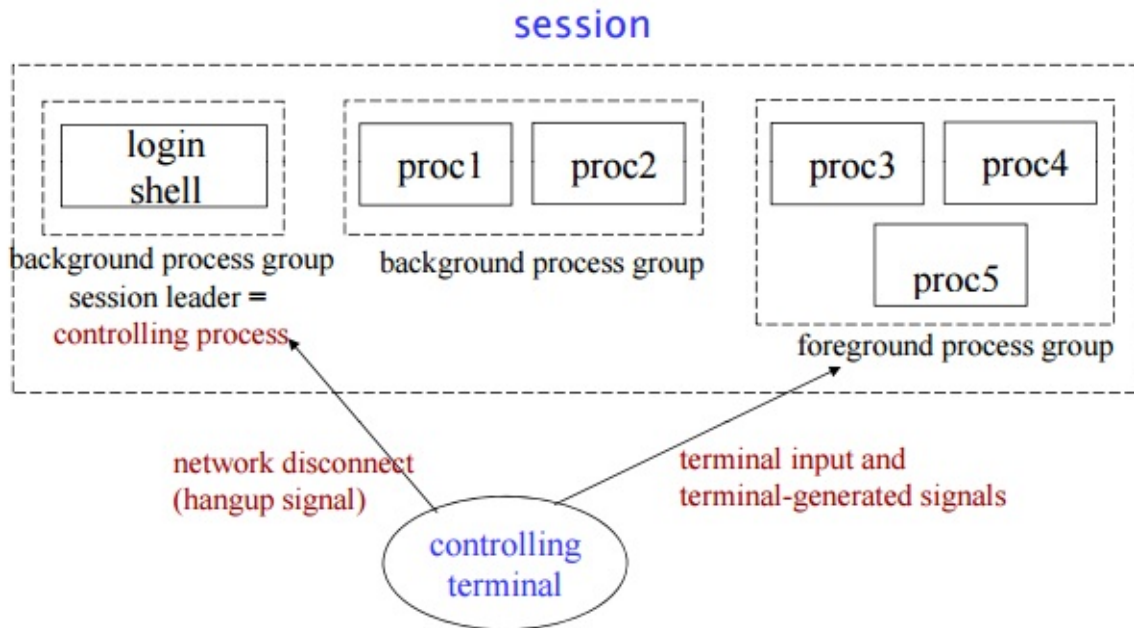 session
login
shell
background process group
session leader =
controlling process
proc1
proc2
background process group
proc3
proc4
proc5
foreground process group
network disconnect
(hangup signal)
terminal input and
terminal-generated signals
controlling
terminal